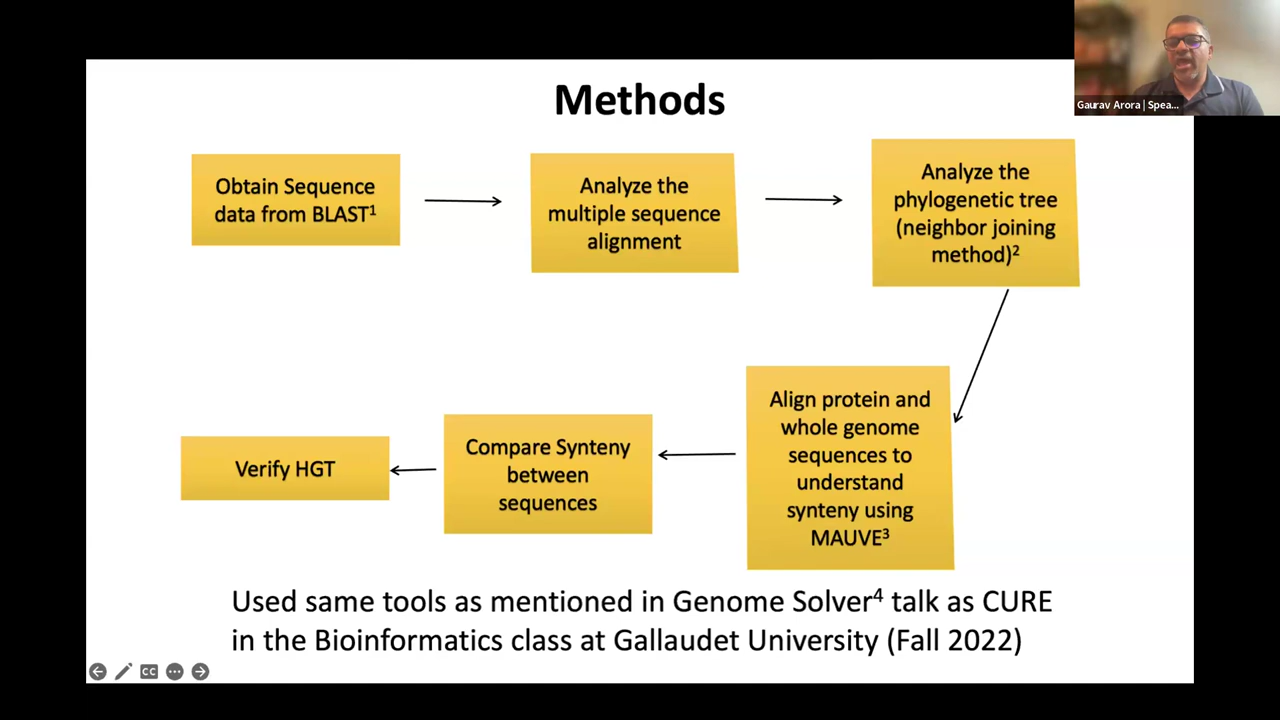 Methods
Gaurav Arora | Spea...
Obtain Sequence
data from BLAST¹
Analyze the
multiple sequence
alignment
Analyze the
phylogenetic tree
(neighbor joining
method)²
Align protein and
whole genome
sequences to
understand
synteny using
MAUVE³
Compare Synteny
between
sequences
Verify HGT
Used same tools as mentioned in Genome Solver⁴ talk as CURE
in the Bioinformatics class at Gallaudet University (Fall 2022)
CC